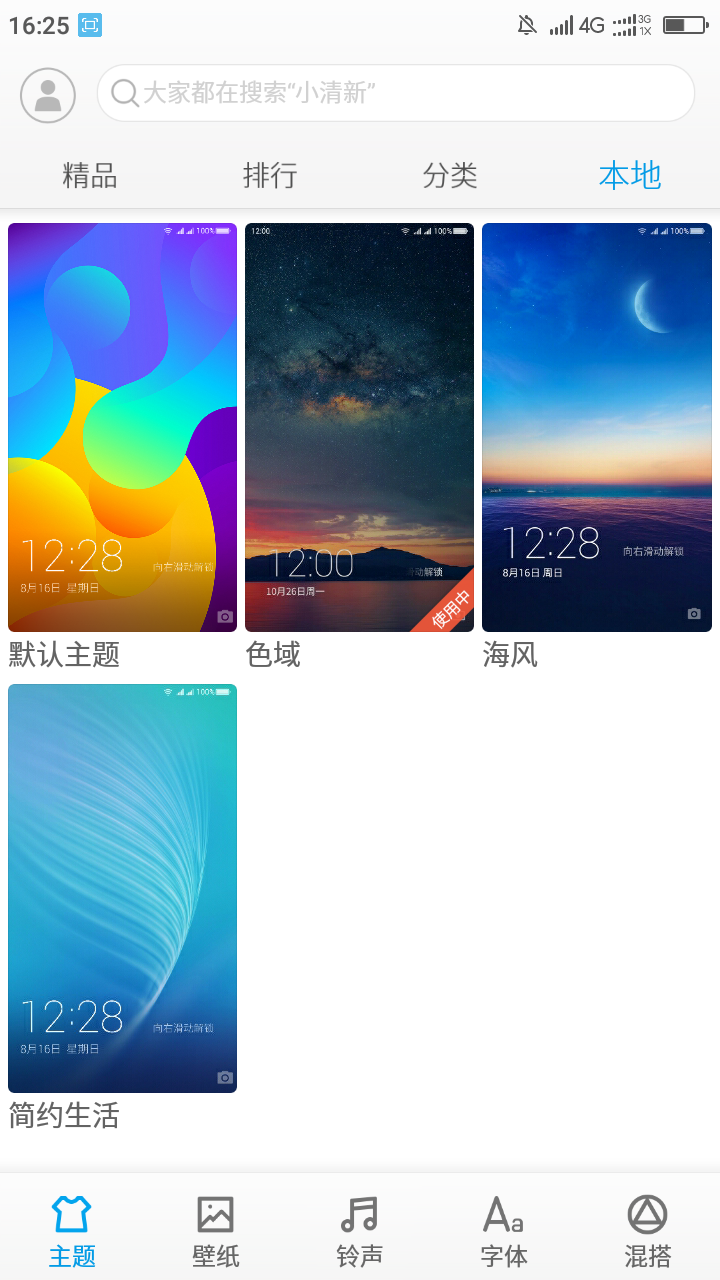 16:25 4G 3G 1X
大家都在搜索“小清新”
精品 排行 分类 本地
100%
12:28 向右滑动解锁
8月16日 星期日
默认主题
12:00 100%
12:00 滑动解锁
10月26日周一
使用中
色域
100%
12:28 向右滑动解锁
8月16日 周日
海风
100%
12:28 向右滑动解锁
8月16日 星期日
简约生活
主题 壁纸 铃声 字体 混搭